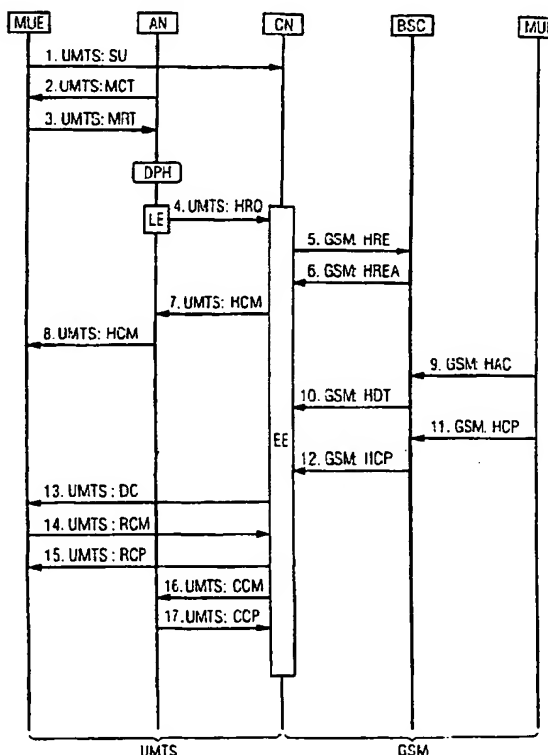 MUE AN CN BSC MUE
1. UMTS: SU
2. UMTS: MCT
3. UMTS: MRT
DPH
LE
4. UMTS: HRQ
5. GSM: HRE
6. GSM: HREA
7. UMTS: HCM
8. UMTS: HCM
9. GSM: HAC
10. GSM: HDT
11. GSM: HCP
EE
12. GSM: HCP
13. UMTS : DC
14. UMTS : RCM
15. UMTS : RCP
16. UMTS: CCM
17. UMTS: CCP
UMTS GSM